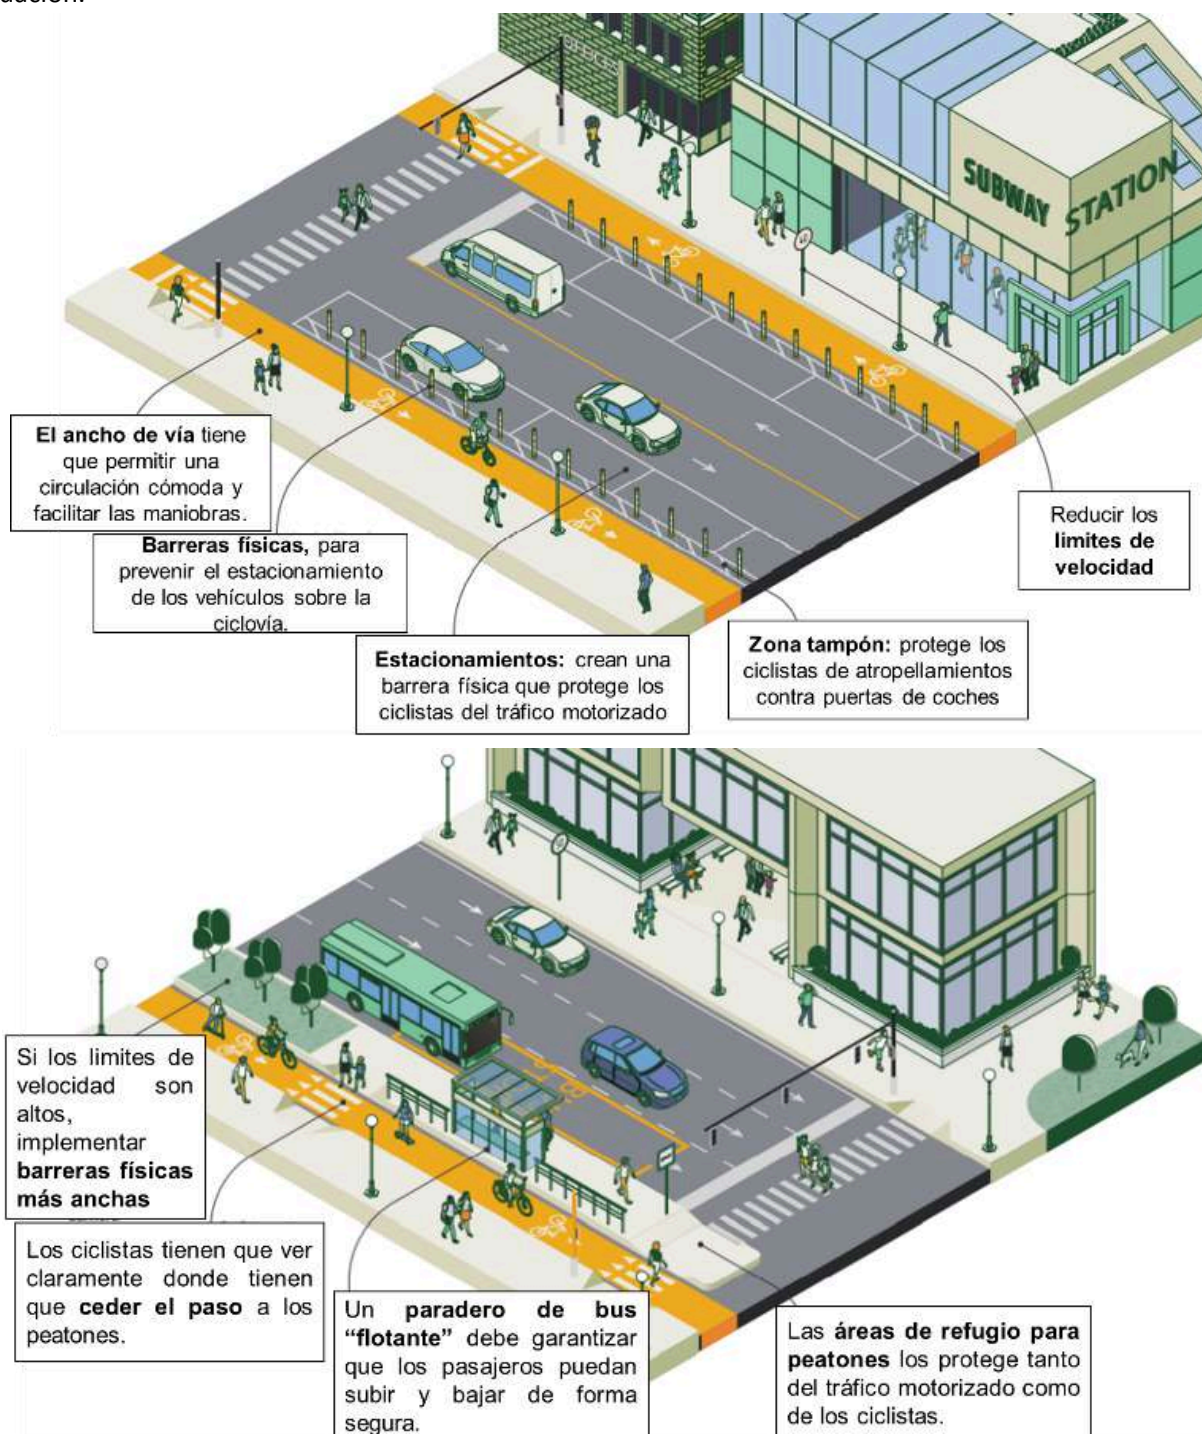 OFFICES
SUBWAY
STATION
El ancho de vía tiene
que permitir una
circulación cómoda y
facilitar las maniobras.
Barreras físicas, para
prevenir el estacionamiento
de los vehículos sobre la
ciclovía.
Estacionamientos: crean una
barrera física que protege los
ciclistas del tráfico motorizado
Zona tampón: protege los
ciclistas de atropellamientos
contra puertas de coches
Reducir los
limites de
velocidad
Si los limites de
velocidad son
altos,
implementar
barreras físicas
más anchas
Los ciclistas tienen que ver
claramente donde tienen
que ceder el paso a los
peatones.
Un paradero de bus
“flotante” debe garantizar
que los pasajeros puedan
subir y bajar de forma
segura.
Las áreas de refugio para
peatones los protege tanto
del tráfico motorizado como
de los ciclistas.